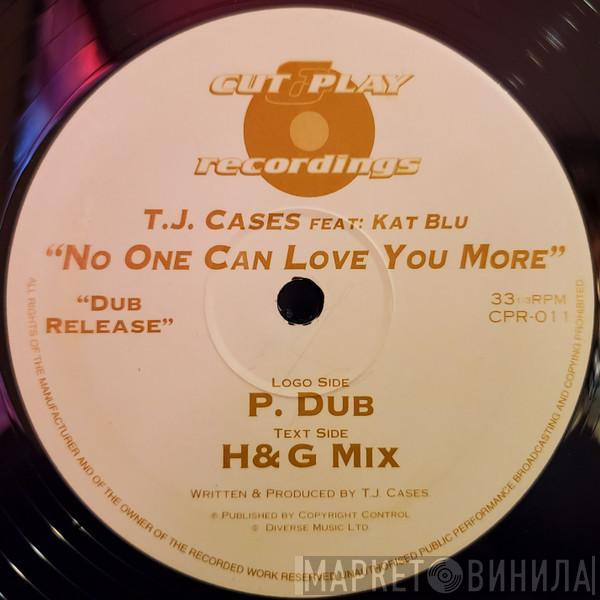 CUT & PLAY
recordings
T.J. CASES FEAT: KAT BLU
“NO ONE CAN LOVE YOU MORE”
“DUB
RELEASE”
33 1/3 RPM
CPR-011
LOGO SIDE
P. DUB
TEXT SIDE
H&G MIX
WRITTEN & PRODUCED BY T.J. CASES.
℗ PUBLISHED BY COPYRIGHT CONTROL
© DIVERSE MUSIC LTD.
ALL RIGHTS OF THE MANUFACTURER AND OF THE OWNER OF THE RECORDED WORK RESERVED. UNAUTHORISED PUBLIC PERFORMANCE BROADCASTING AND COPYING PROHIBITED
МАРКЕТ ВИНИЛА